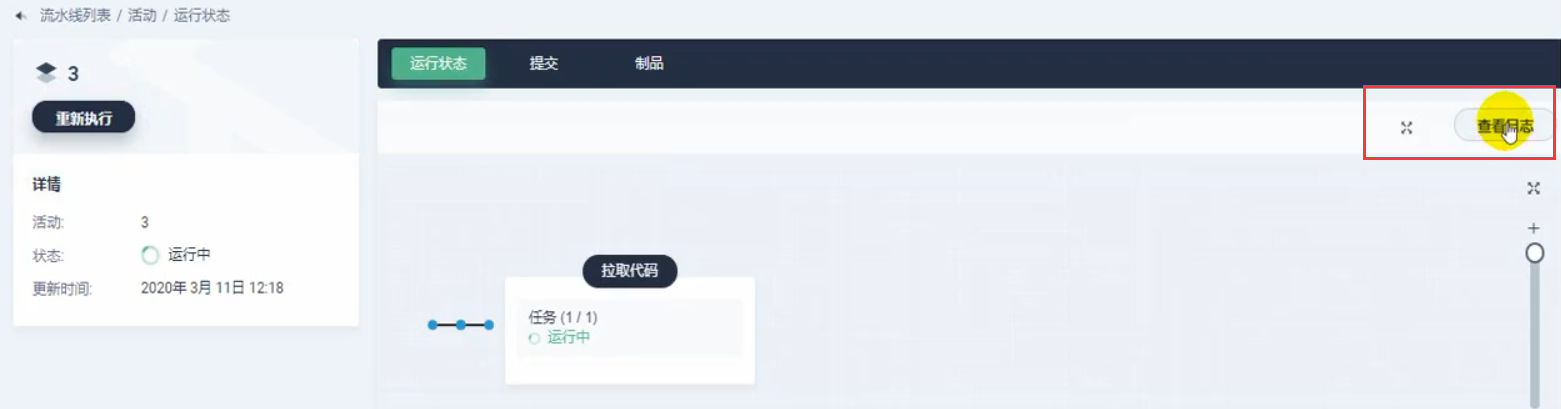 流水线列表 / 活动 / 运行状态
3
重新执行
详情
活动: 3
状态: 运行中
更新时间: 2020年 3月 11日 12:18
运行状态 提交 制品
查看日志
拉取代码
任务 (1 / 1)
运行中